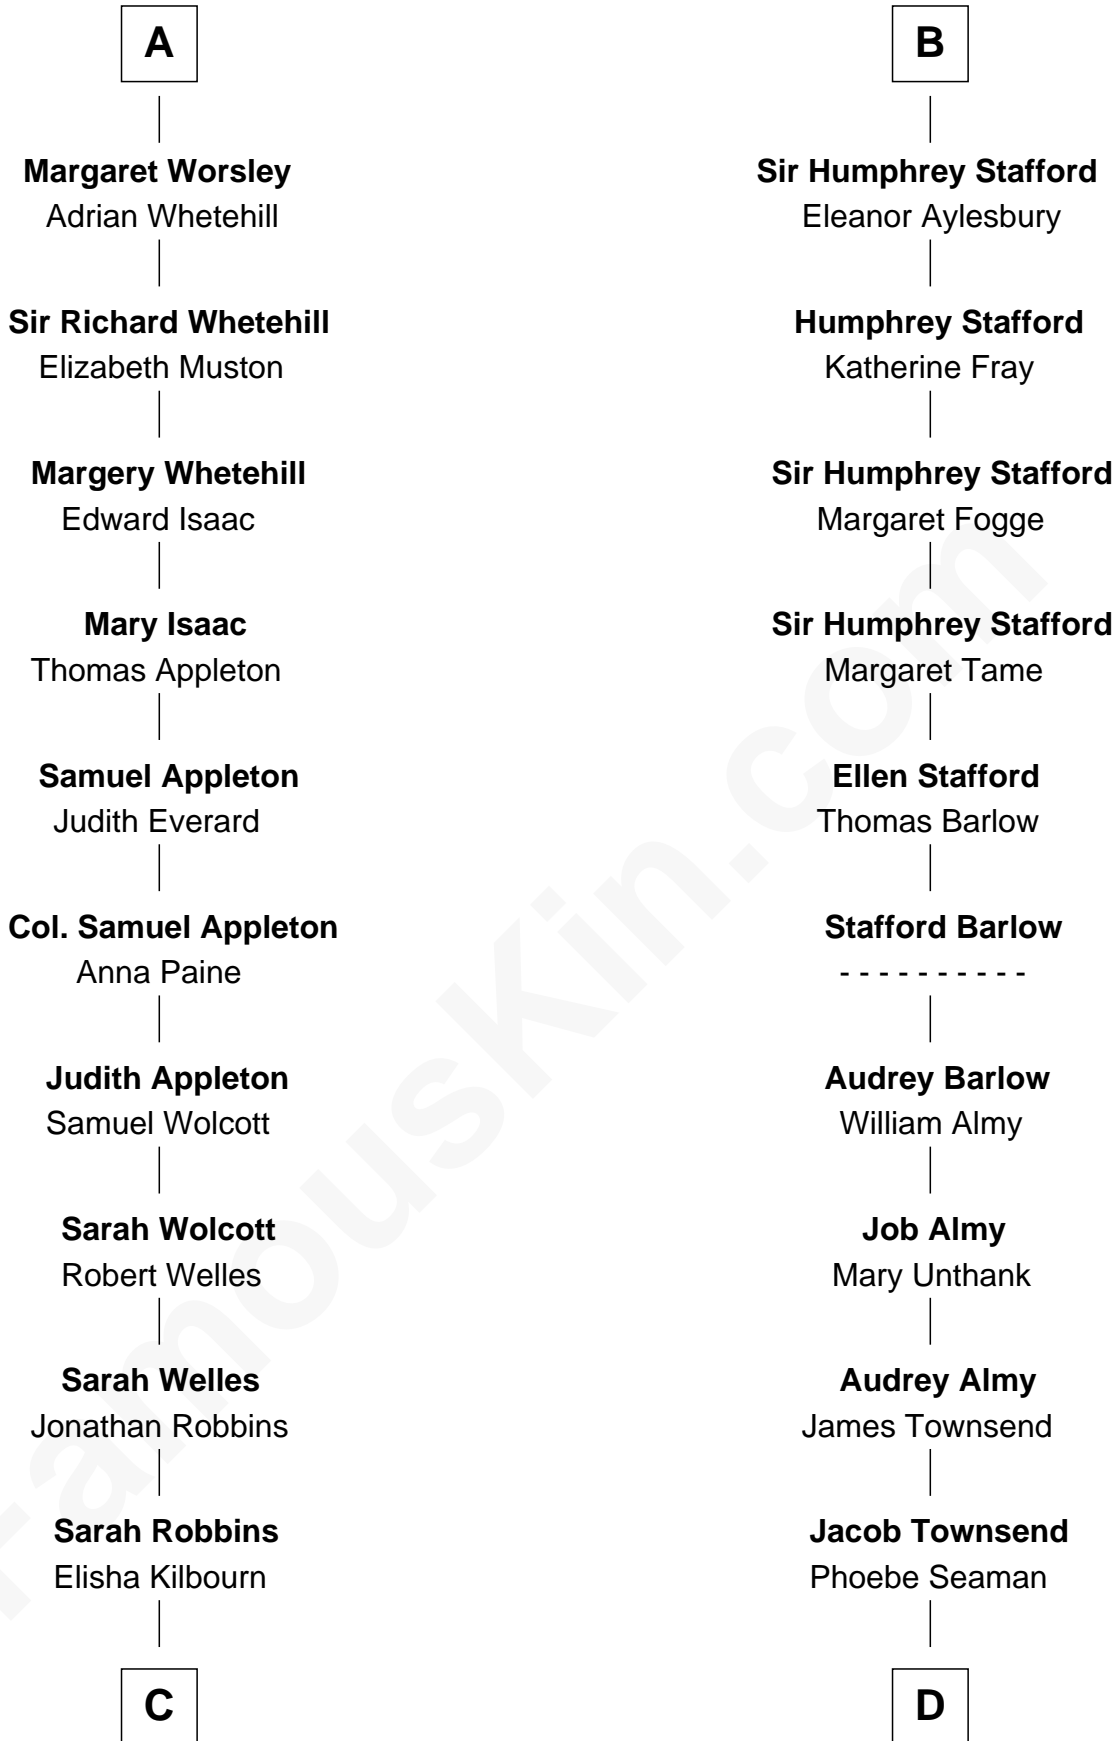 A
Margaret Worsley
Adrian Whetehill
Sir Richard Whetehill
Elizabeth Muston
Margery Whetehill
Edward Isaac
Mary Isaac
Thomas Appleton
Samuel Appleton
Judith Everard
Col. Samuel Appleton
Anna Paine
Judith Appleton
Samuel Wolcott
Sarah Wolcott
Robert Welles
Sarah Welles
Jonathan Robbins
Sarah Robbins
Elisha Kilbourn
C
B
Sir Humphrey Stafford
Eleanor Aylesbury
Humphrey Stafford
Katherine Fray
Sir Humphrey Stafford
Margaret Fogge
Sir Humphrey Stafford
Margaret Tame
Ellen Stafford
Thomas Barlow
Stafford Barlow
- - - - - - - - - -
Audrey Barlow
William Almy
Job Almy
Mary Unthank
Audrey Almy
James Townsend
Jacob Townsend
Phoebe Seaman
D
FamousKin.com